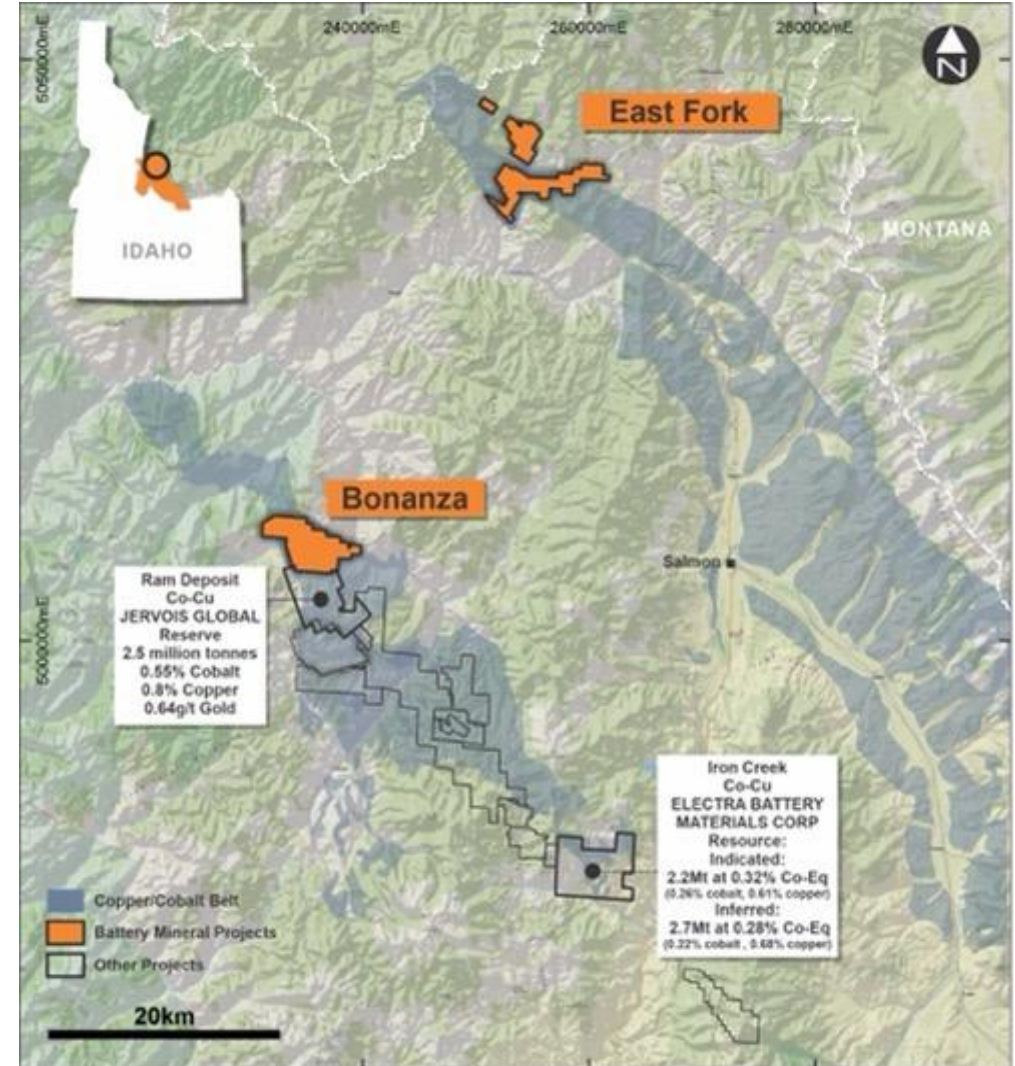 240000mE
260000mE
280000mE
5050000mE
N
East Fork
IDAHO
MONTANA
Bonanza
Salmon
Ram Deposit
Co-Cu
JERVOIS GLOBAL
Reserve
2.5 million tonnes
0.55% Cobalt
0.8% Copper
0.64g/t Gold
5000000mE
Iron Creek
Co-Cu
ELECTRA BATTERY
MATERIALS CORP
Resource:
Indicated:
2.2Mt at 0.32% Co-Eq
(0.26% cobalt, 0.61% copper)
Inferred:
2.7Mt at 0.28% Co-Eq
(0.22% cobalt , 0.68% copper)
Copper/Cobalt Belt
Battery Mineral Projects
Other Projects
20km